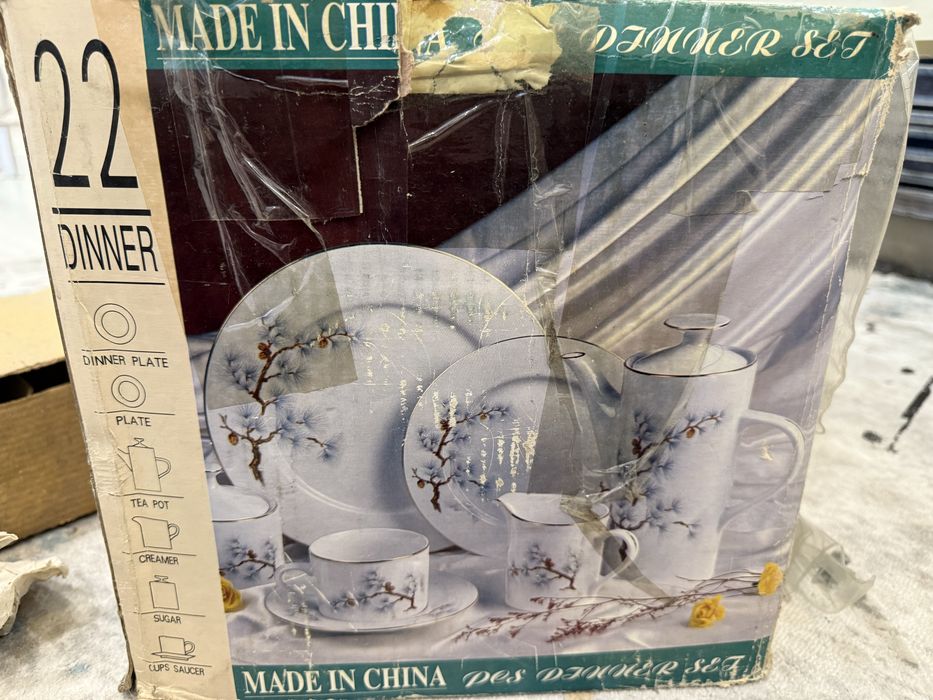 MADE IN CHINA DINNER SET
22
DINNER
DINNER PLATE
PLATE
TEA POT
CREAMER
SUGAR
CUPS SAUCER
MADE IN CHINA PCS DINNER SET